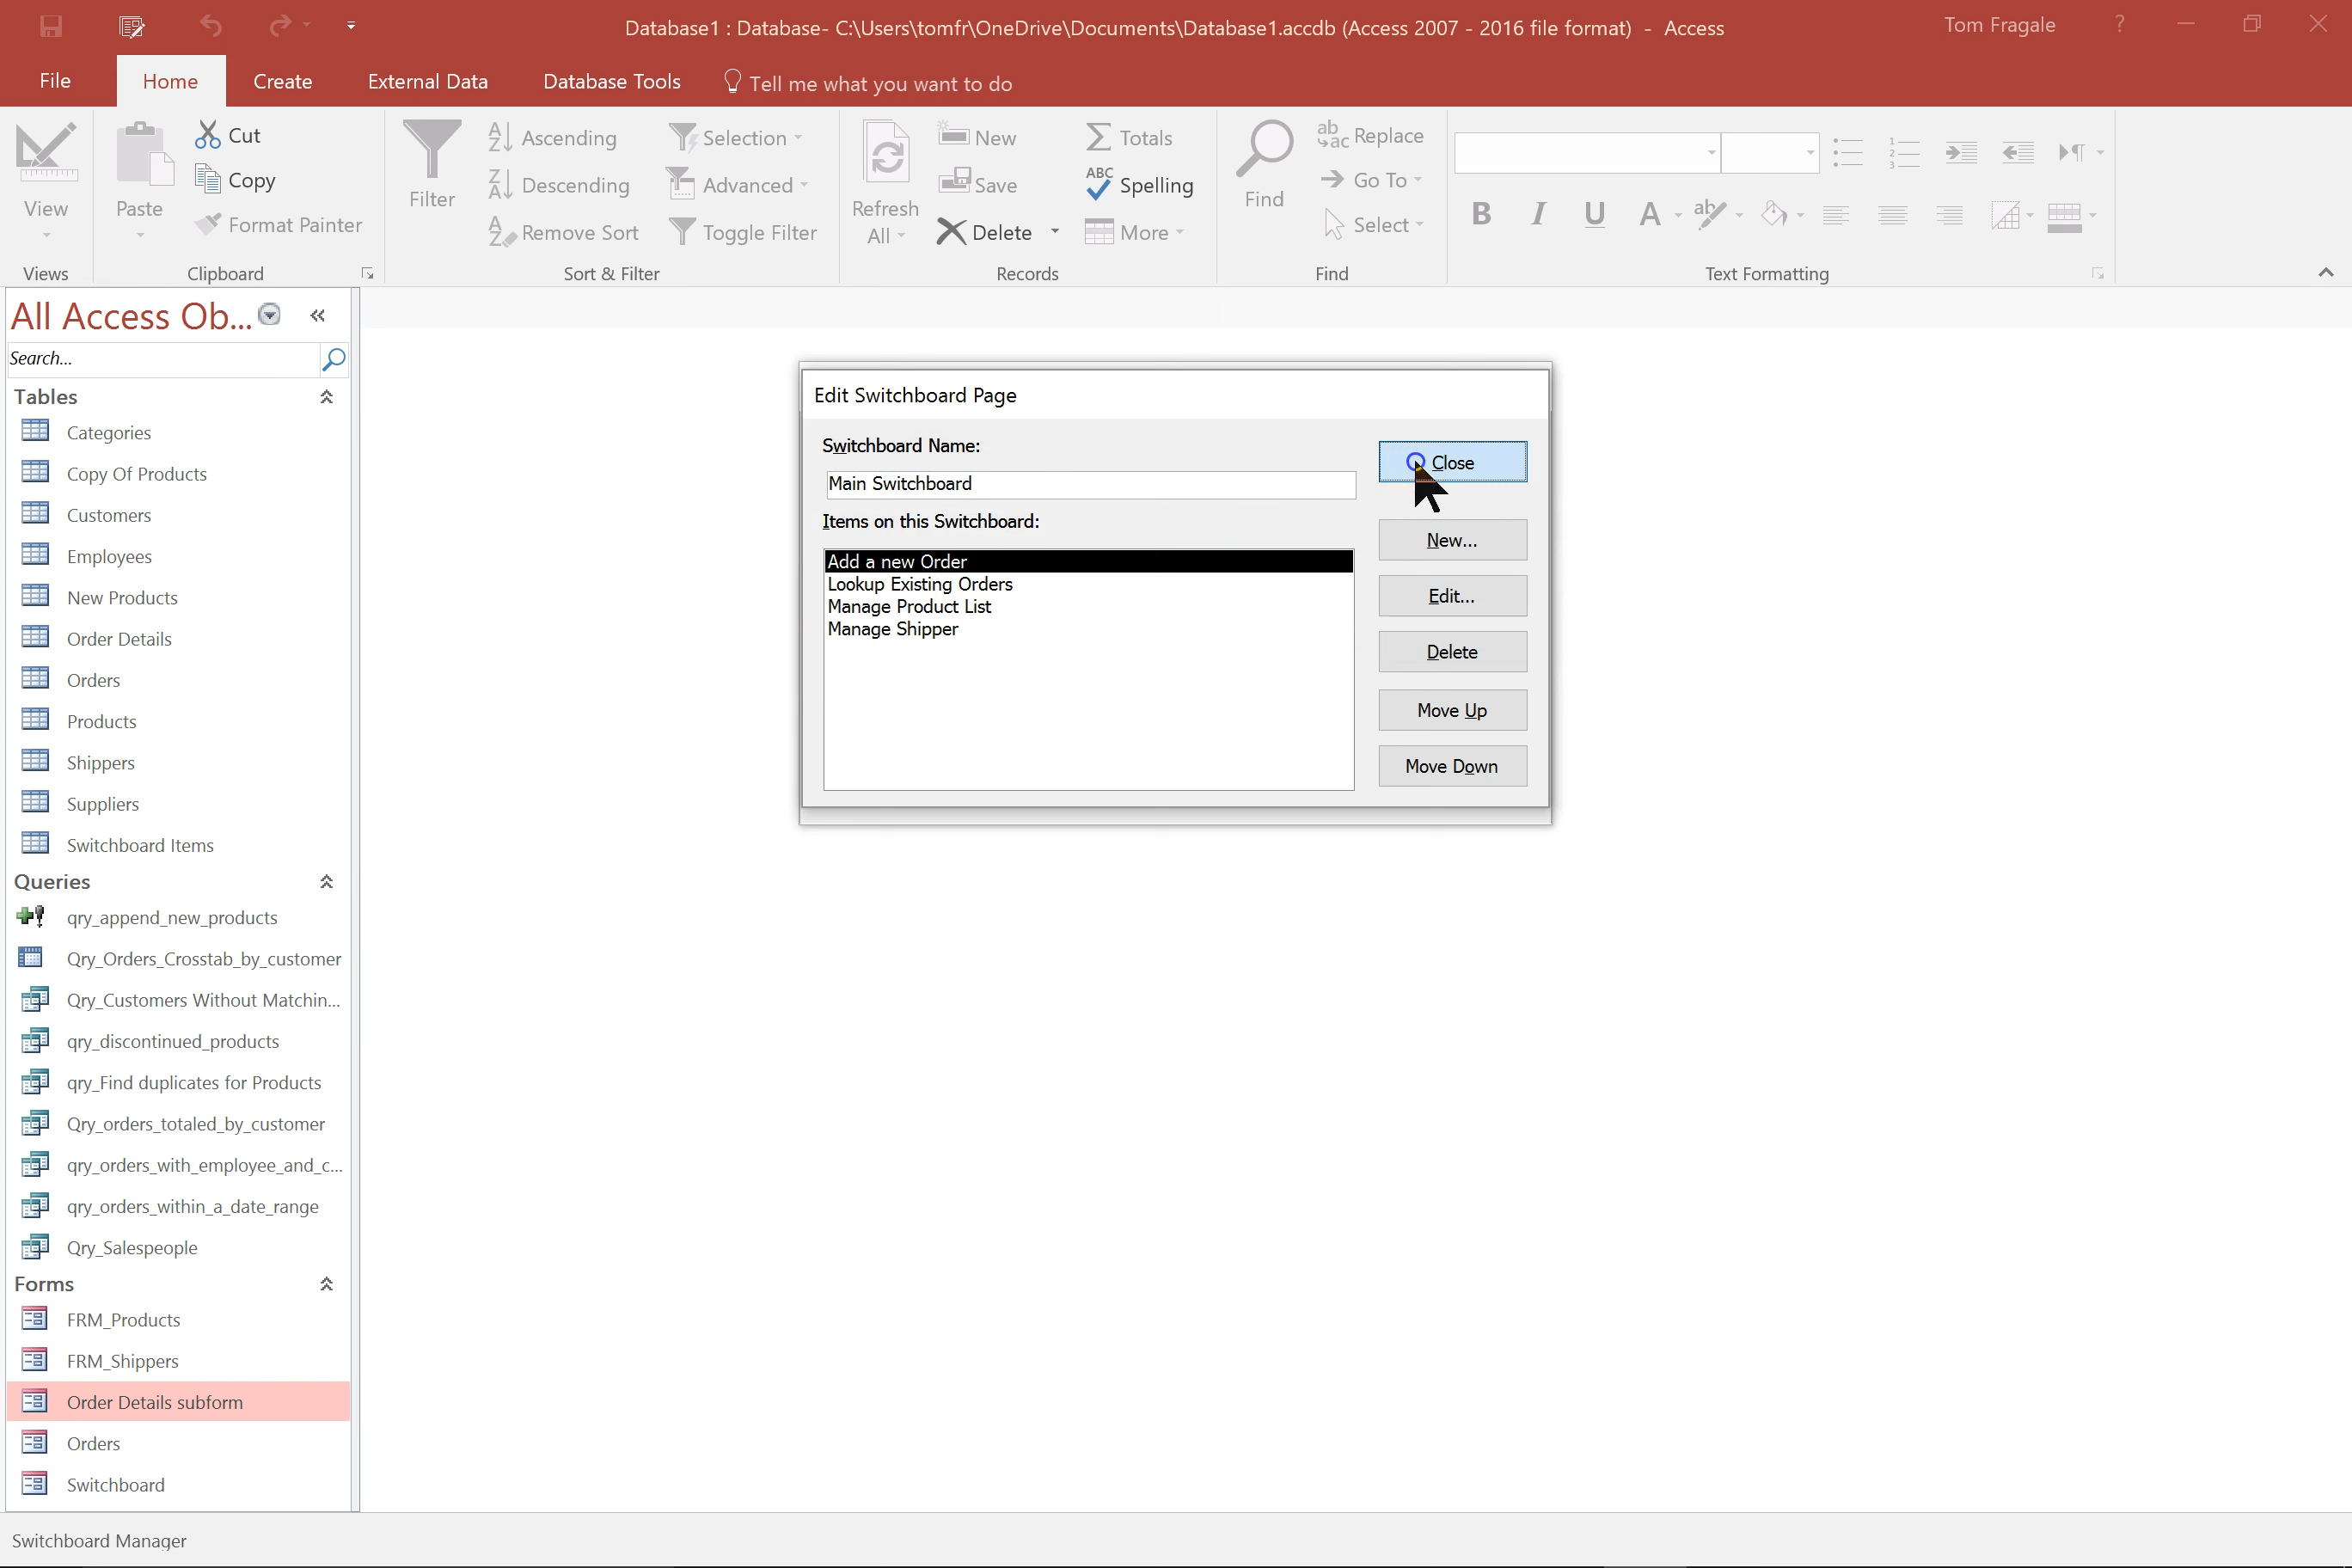 Database1 : Database- C:\Users\tomfr\OneDrive\Documents\Database1.accdb (Access 2007 - 2016 file format) - Access
Tom Fragale
?
File
Home
Create
External Data
Database Tools
Tell me what you want to do
View
Views
Paste
Cut
Copy
Format Painter
Clipboard
Filter
Ascending
Descending
Remove Sort
Selection
Advanced
Toggle Filter
Sort & Filter
Refresh
All
New
Save
Delete
Totals
Spelling
More
Records
Find
Replace
Go To
Select
Find
B I U A
Text Formatting
All Access Ob...
Search...
Tables
Categories
Copy Of Products
Customers
Employees
New Products
Order Details
Orders
Products
Shippers
Suppliers
Switchboard Items
Queries
qry_append_new_products
Qry_Orders_Crosstab_by_customer
Qry_Customers Without Matchin...
qry_discontinued_products
qry_Find duplicates for Products
Qry_orders_totaled_by_customer
qry_orders_with_employee_and_c...
qry_orders_within_a_date_range
Qry_Salespeople
Forms
FRM_Products
FRM_Shippers
Order Details subform
Orders
Switchboard
Edit Switchboard Page
Switchboard Name:
Main Switchboard
Items on this Switchboard:
Add a new Order
Lookup Existing Orders
Manage Product List
Manage Shipper
Close
New...
Edit...
Delete
Move Up
Move Down
Switchboard Manager